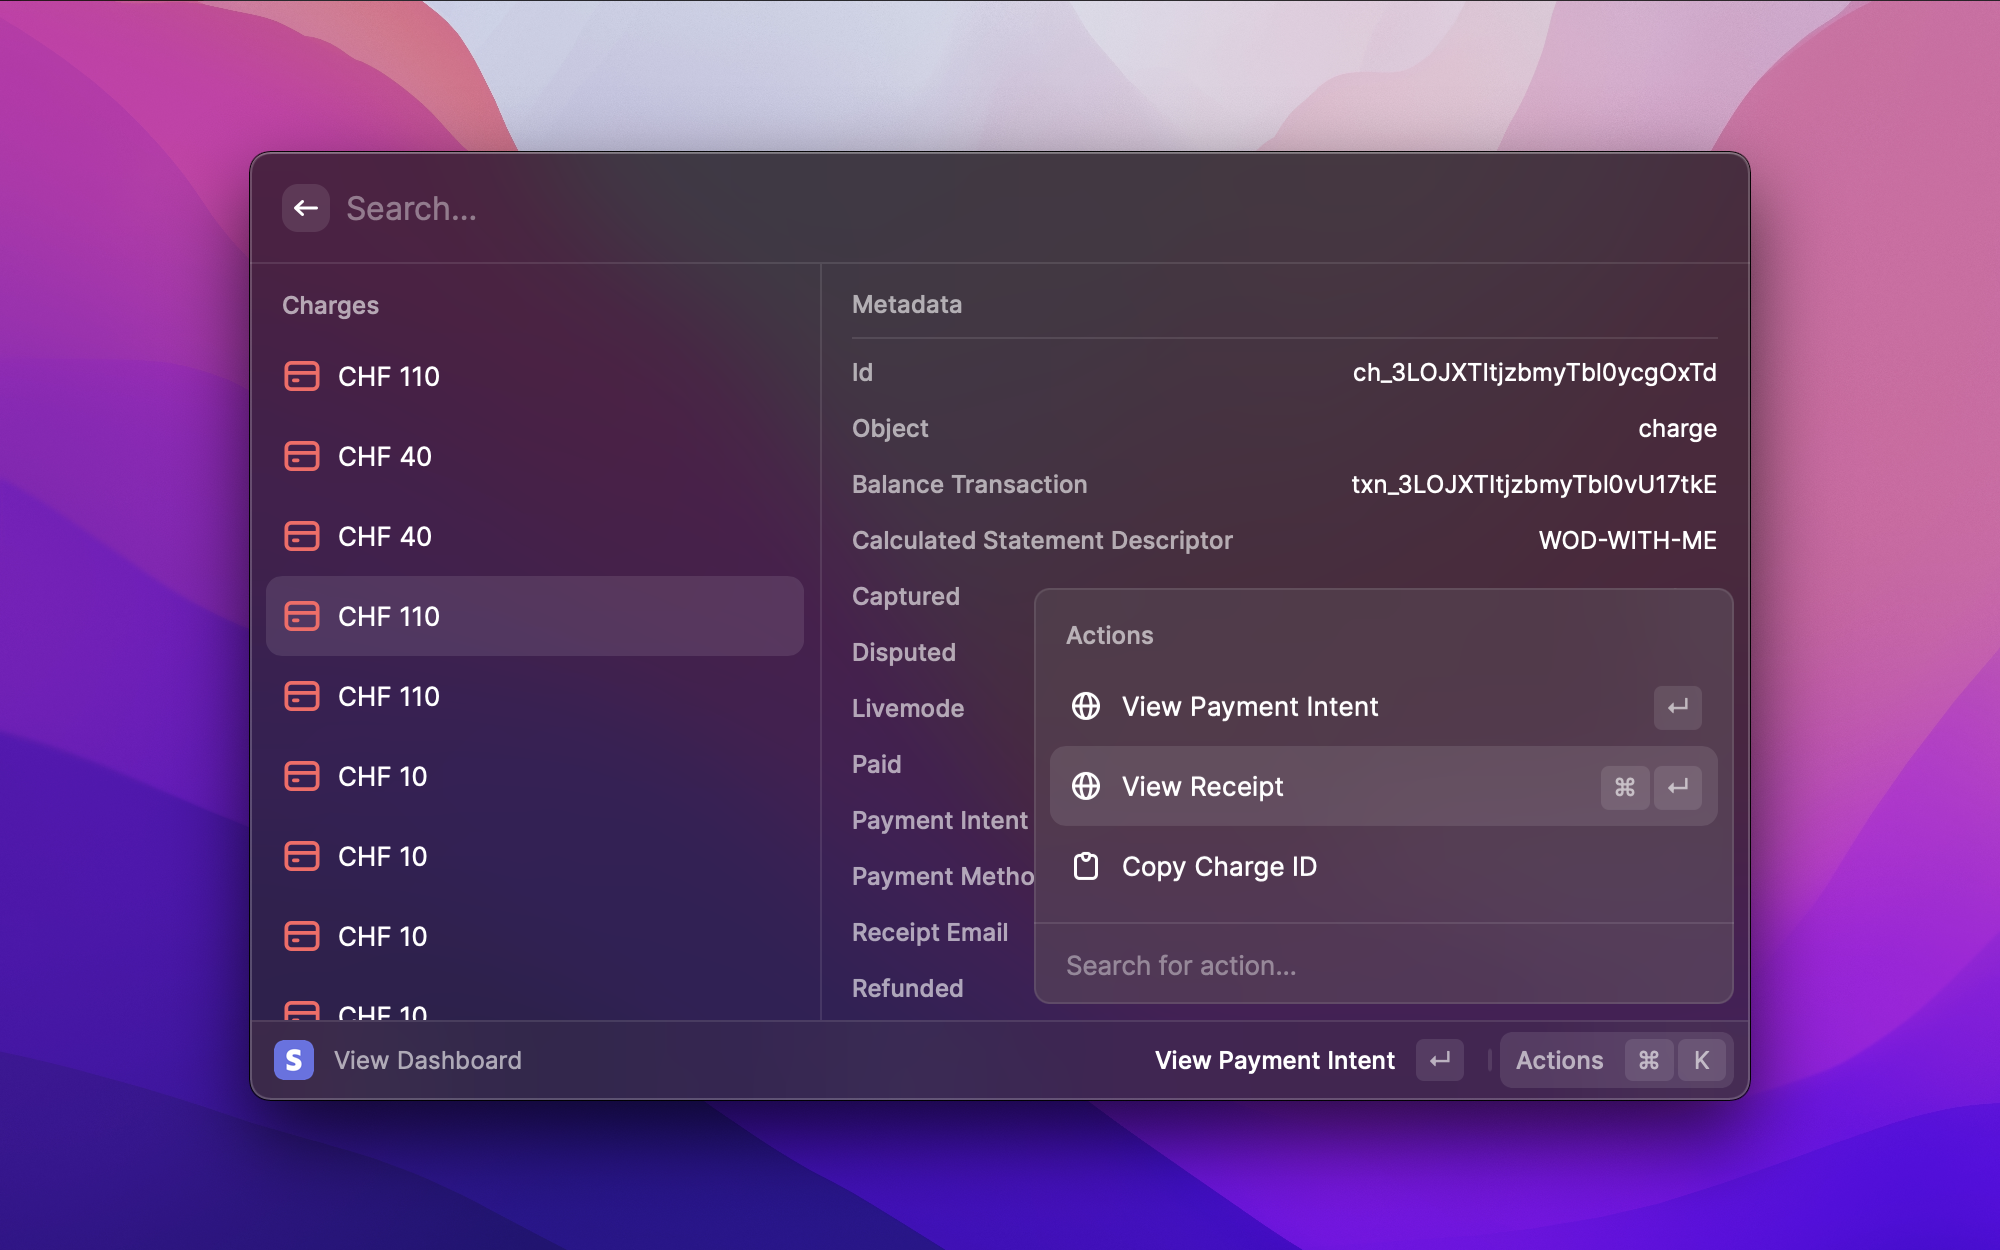 Search...
Charges
CHF 110
CHF 40
CHF 40
CHF 110
CHF 110
CHF 10
CHF 10
CHF 10
CHF 10
Metadata
Id ch_3LOJXTItjzbmyTbI0ycgOxTd
Object charge
Balance Transaction txn_3LOJXTItjzbmyTbI0vU17tkE
Calculated Statement Descriptor WOD-WITH-ME
Captured
Disputed
Livemode
Paid
Payment Intent
Payment Metho
Receipt Email
Refunded
Actions
View Payment Intent ↵
View Receipt ⌘ ↵
Copy Charge ID
Search for action...
S View Dashboard
View Payment Intent ↵ Actions ⌘ K